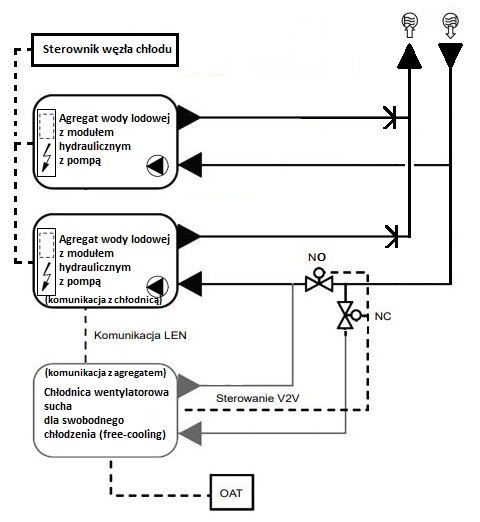 Sterownik węzła chłodu
Agregat wody lodowej
z modułem
hydraulicznym
z pompą
Agregat wody lodowej
z modułem
hydraulicznym
z pompą
(komunikacja z chłodnicą)
NO
NC
Komunikacja LEN
(komunikacja z agregatem)
Chłodnica wentylatorowa
sucha
dla swobodnego
chłodzenia (free-cooling)
Sterowanie V2V
OAT